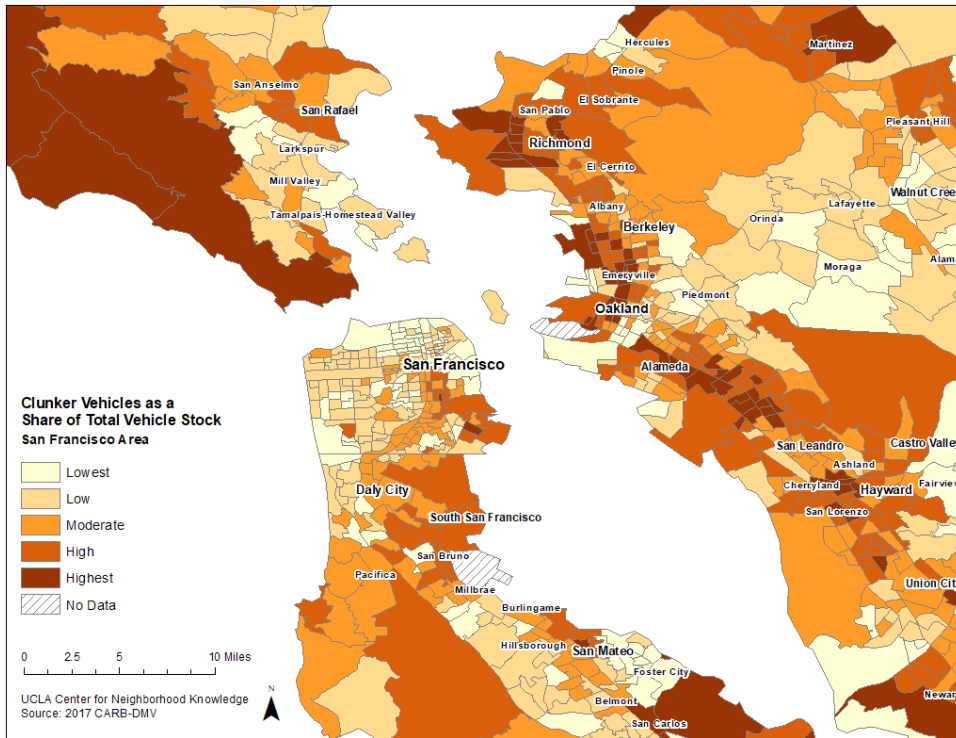 Hercules
Martinez
Pinole
San Anselmo
El Sobrante
San Rafael
San Pablo
Pleasant Hill
Richmond
Larkspur
El Cerrito
Mill Valley
Walnut Cree
Albany
Lafayette
Tamalpais-Homestead Valley
Orinda
Berkeley
Alam
Moraga
Emeryville
Piedmont
Oakland
San Francisco
Alameda
Clunker Vehicles as a
Share of Total Vehicle Stock
San Francisco Area
Lowest
Low
Moderate
High
Highest
No Data
San Leandro
Castro Valley
Ashland
Cherryland
Hayward
Fairview
Daly City
San Lorenzo
South San Francisco
San Bruno
Pacifica
Union City
Millbrae
Burlingame
Hillsborough
San Mateo
Foster City
Belmont
Newar
San Carlos
0 2.5 5 10 Miles
UCLA Center for Neighborhood Knowledge
Source: 2017 CARB-DMV
N